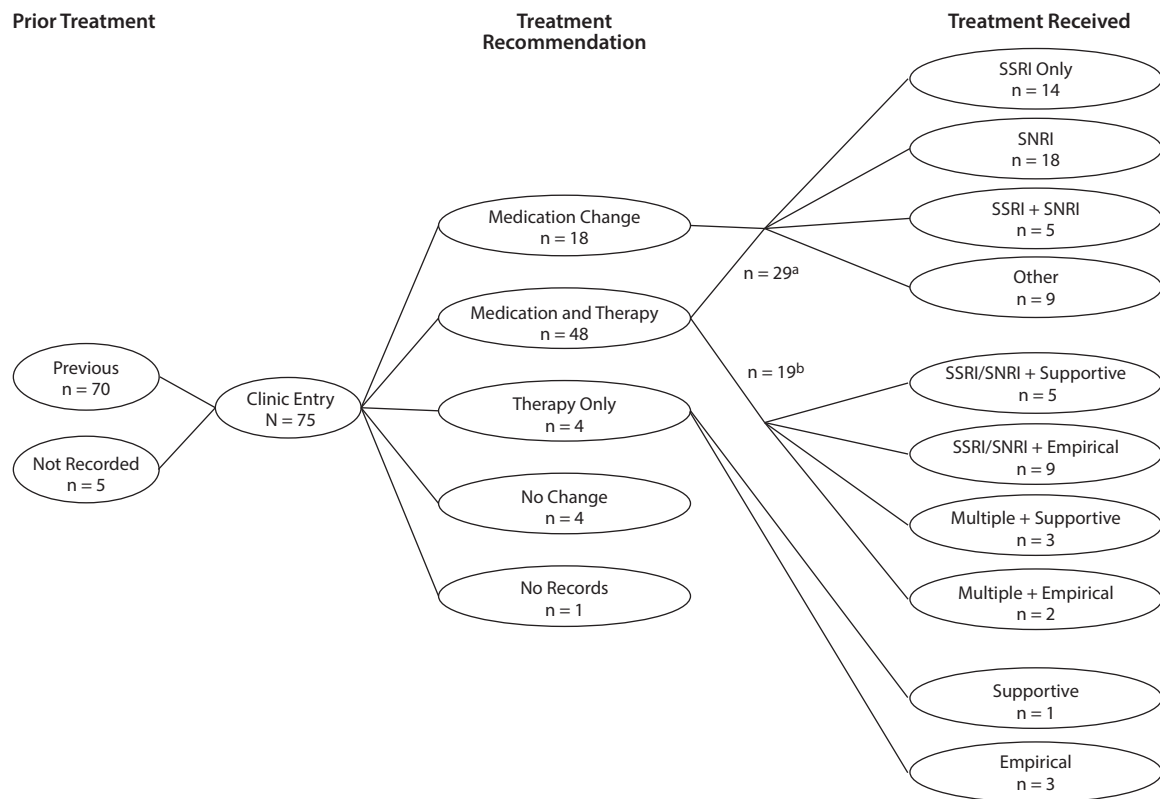 Prior Treatment
Treatment
Recommendation
Treatment Received
Previous
n = 70
Not Recorded
n = 5
Clinic Entry
N = 75
Medication Change
n = 18
Medication and Therapy
n = 48
Therapy Only
n = 4
No Change
n = 4
No Records
n = 1
n = 29ᵃ
n = 19ᵇ
SSRI Only
n = 14
SNRI
n = 18
SSRI + SNRI
n = 5
Other
n = 9
SSRI/SNRI + Supportive
n = 5
SSRI/SNRI + Empirical
n = 9
Multiple + Supportive
n = 3
Multiple + Empirical
n = 2
Supportive
n = 1
Empirical
n = 3